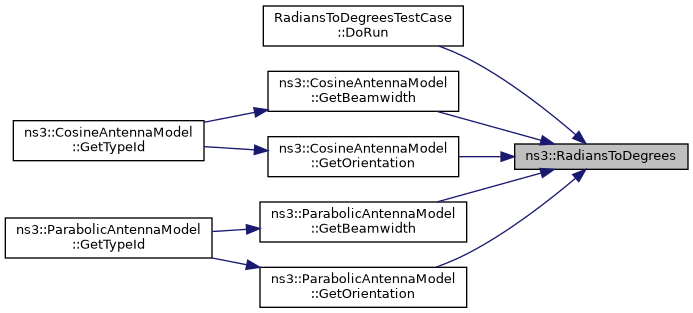 RadiansToDegreesTestCase
::DoRun
ns3::CosineAntennaModel
::GetBeamwidth
ns3::CosineAntennaModel
::GetTypeId
ns3::CosineAntennaModel
::GetOrientation
ns3::RadiansToDegrees
ns3::ParabolicAntennaModel
::GetBeamwidth
ns3::ParabolicAntennaModel
::GetTypeId
ns3::ParabolicAntennaModel
::GetOrientation